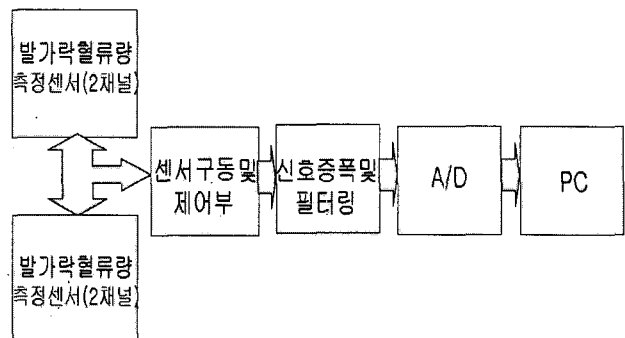 발가락혈류량
측정센서(2채널)
센서구동및
제어부
신호증폭및
필터링
A/D
PC
발가락혈류량
측정센서(2채널)